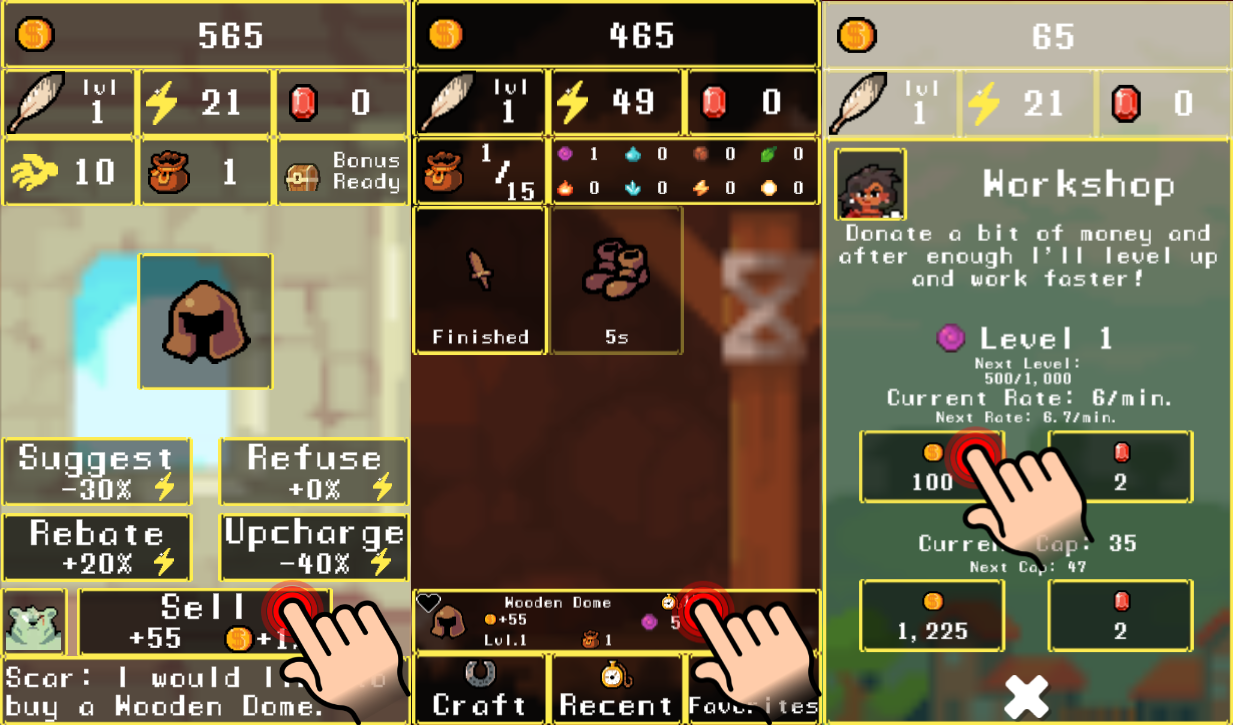 565
lvl
1
21
0
10
1
Bonus
Ready
Suggest
-30%
Refuse
+0%
Rebate
+20%
Upcharge
-40%
Sell
+55
Scar: I would
buy a Wooden Dome.
465
lvl
1
49
0
1/15
1 0 0 0
0 0 0 0
Finished
5s
Wooden Dome
+55
5
Lvl.1
1
Craft
Recent
65
lvl
1
21
0
Workshop
Donate a bit of money and
after enough I'll level up
and work faster!
Level 1
Next Level:
500/1,000
Current Rate: 6/min.
Next Rate: 6.7/min.
100
2
Cap: 35
Next Cap: 47
1,225
2